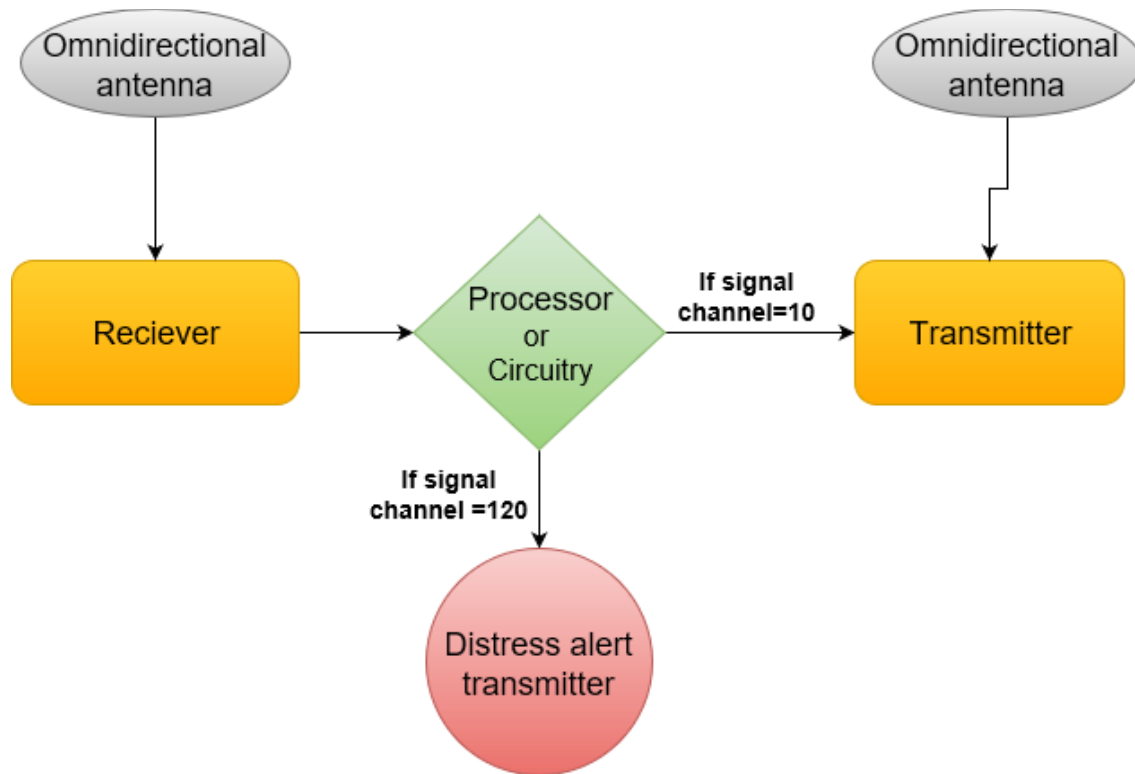 Omnidirectional
antenna
Omnidirectional
antenna
Reciever
Processor
or
Circuitry
If signal
channel=10
Transmitter
If signal
channel =120
Distress alert
transmitter